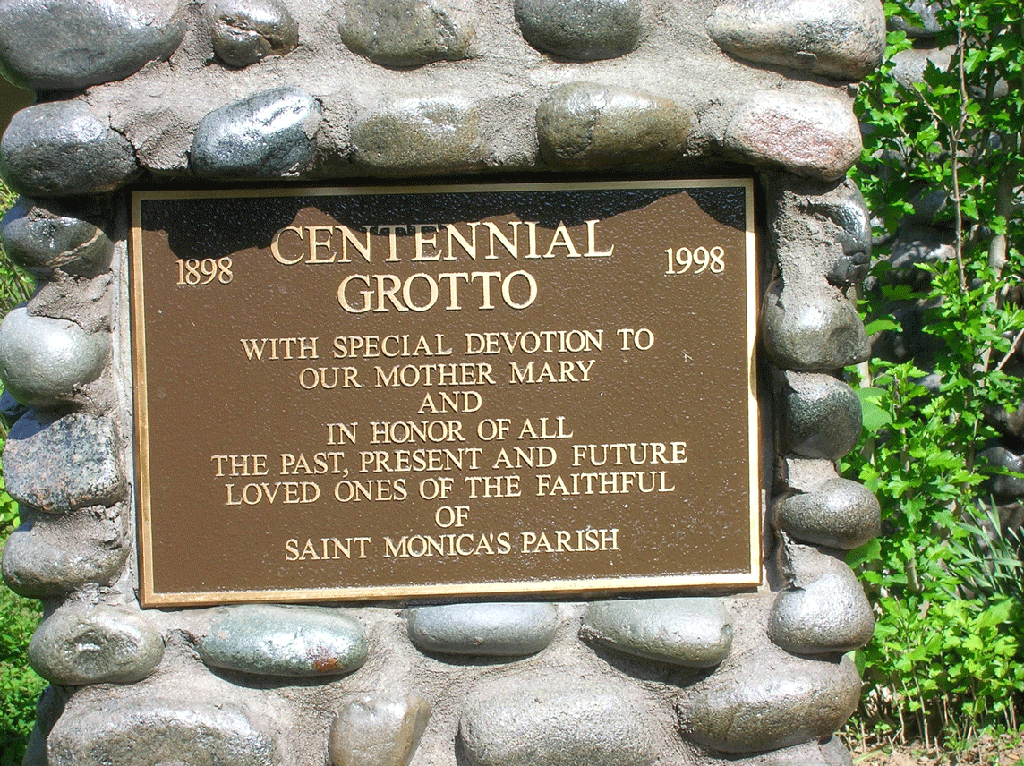 CENTENNIAL
1898 GROTTO 1998
WITH SPECIAL DEVOTION TO
OUR MOTHER MARY
AND
IN HONOR OF ALL
THE PAST, PRESENT AND FUTURE
LOVED ONES OF THE FAITHFUL
OF
SAINT MONICA'S PARISH